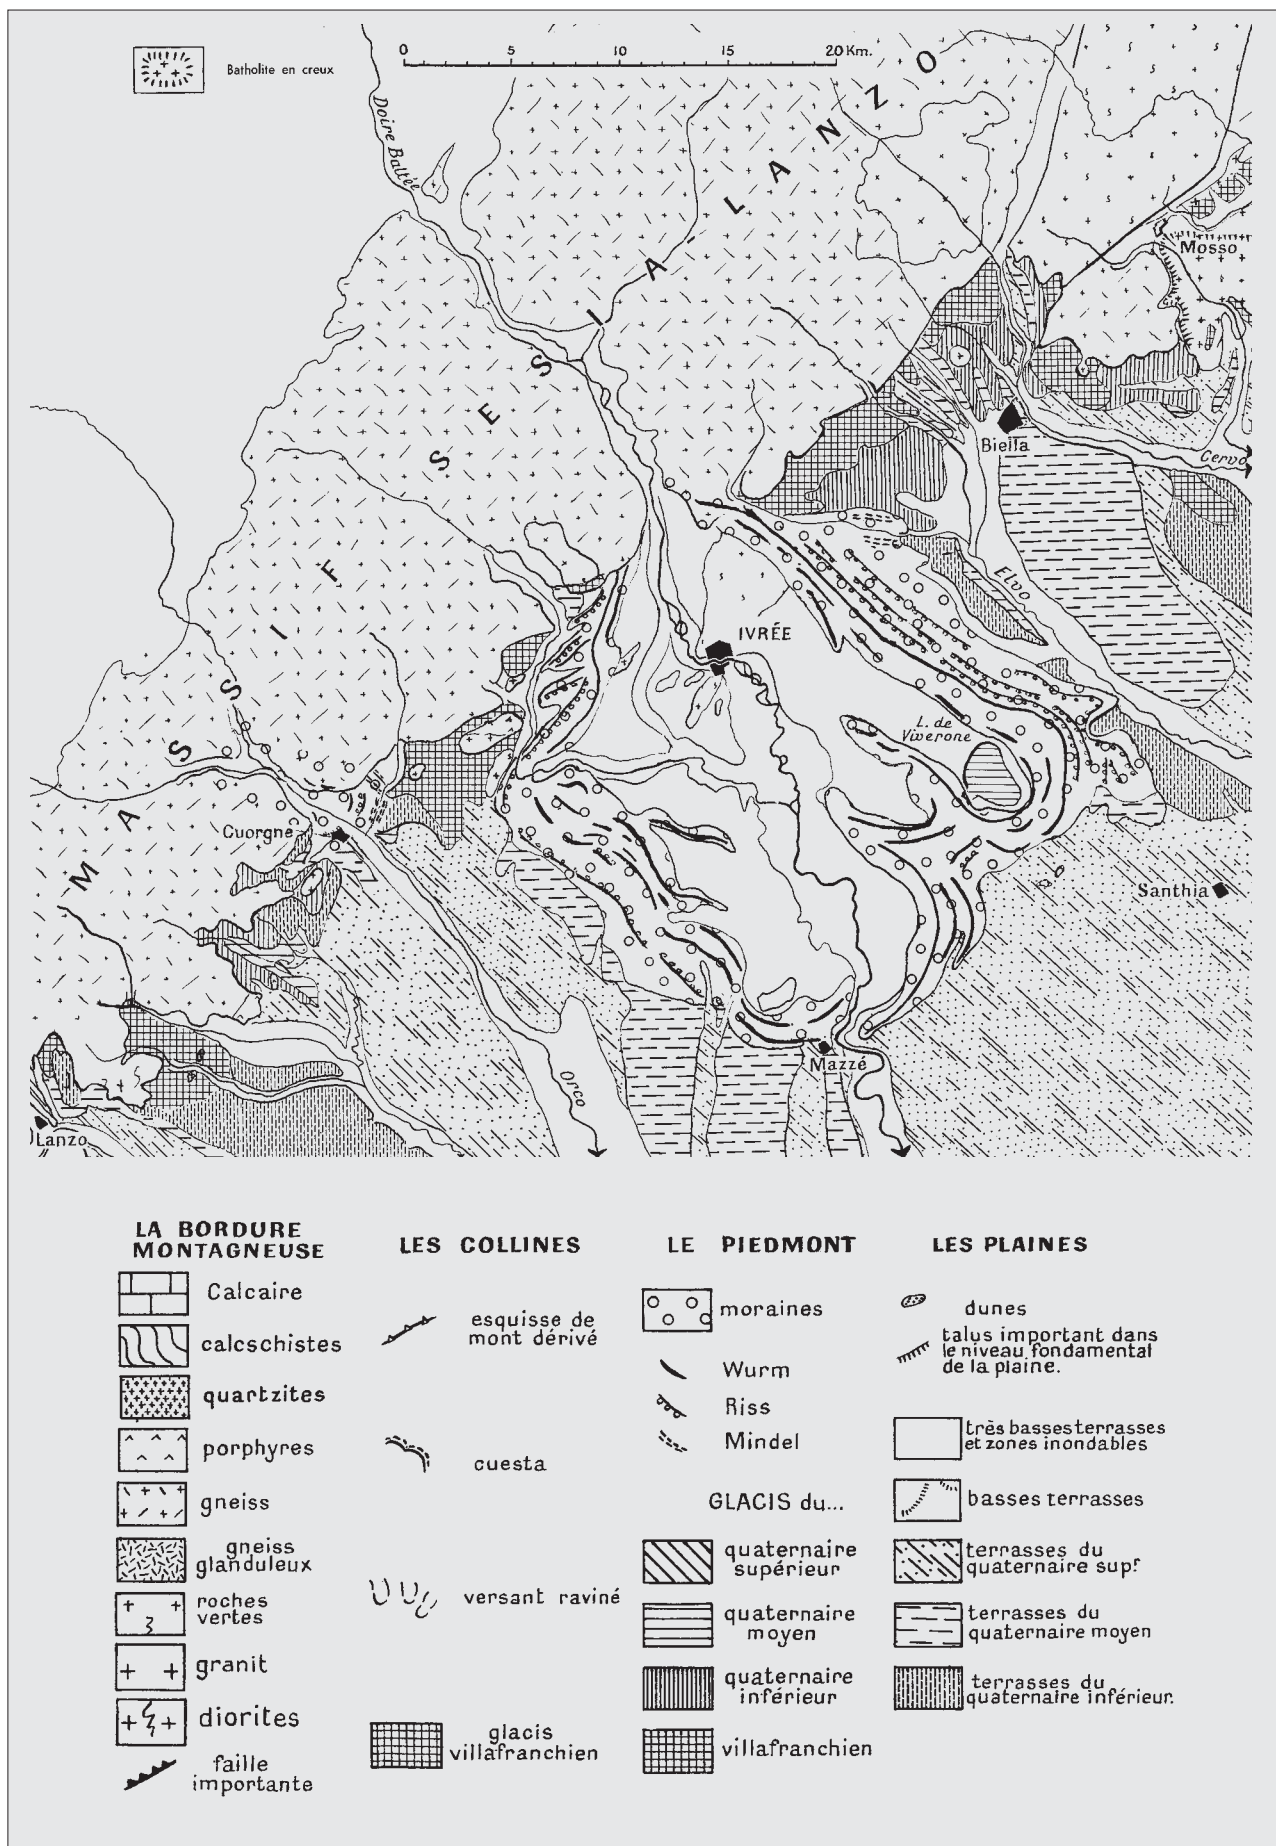 0 5 10 15 20 Km.
Batholite en creux
Doire Baltée
MASSIF SESSIA-LANZO
Mosso
Biella
Cervo
Elvo
IVRÉE
L. de
Viverone
Cuorgne
Santhia
Orco
Mazzé
Lanzo
LA BORDURE
MONTAGNEUSE
Calcaire
calcschistes
quartzites
porphyres
gneiss
gneiss
glanduleux
roches
vertes
granit
diorites
faille
importante
LES COLLINES
esquisse de
mont dérivé
cuesta
versant raviné
glacis
villafranchien
LE PIEDMONT
moraines
Wurm
Riss
Mindel
GLACIS du...
quaternaire
supérieur
quaternaire
moyen
quaternaire
inférieur
villafranchien
LES PLAINES
dunes
talus important dans
le niveau fondamental
de la plaine.
très basses terrasses
et zones inondables
basses terrasses
terrasses du
quaternaire supr
terrasses du
quaternaire moyen
terrasses du
quaternaire inférieur.